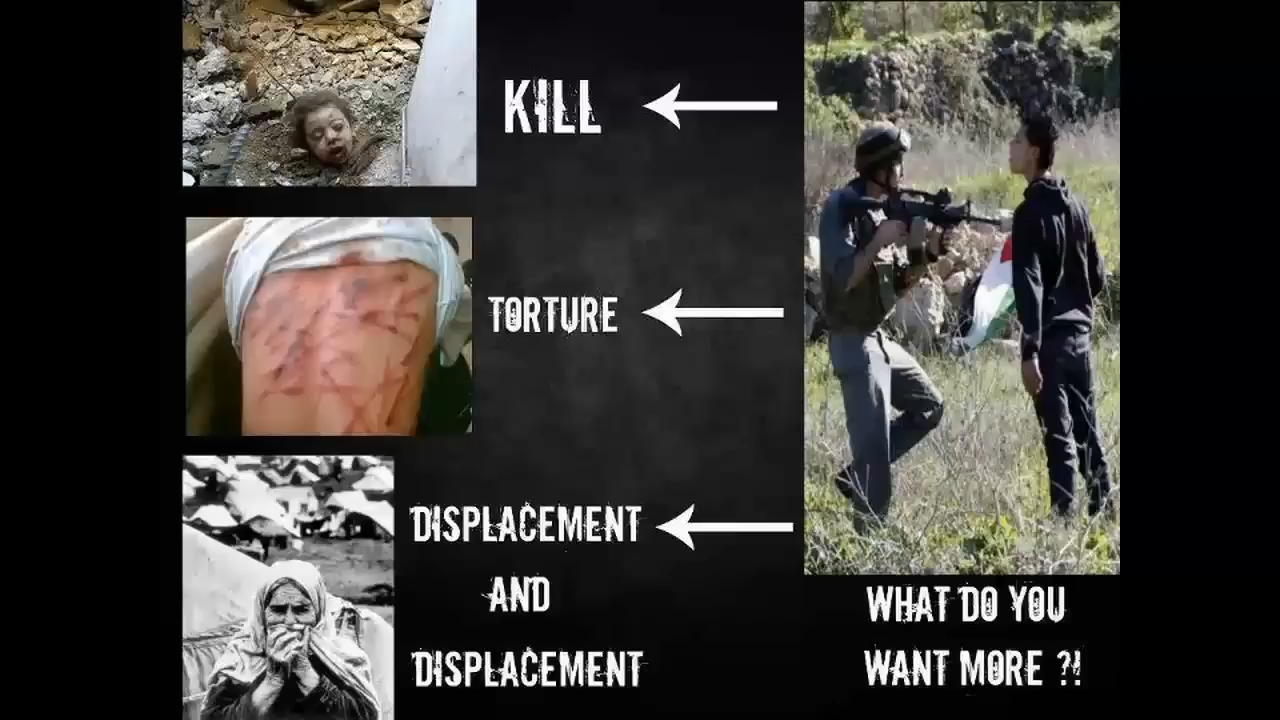 KILL
TORTURE
DISPLACEMENT
AND
DISPLACEMENT
WHAT DO YOU
WANT MORE ?!